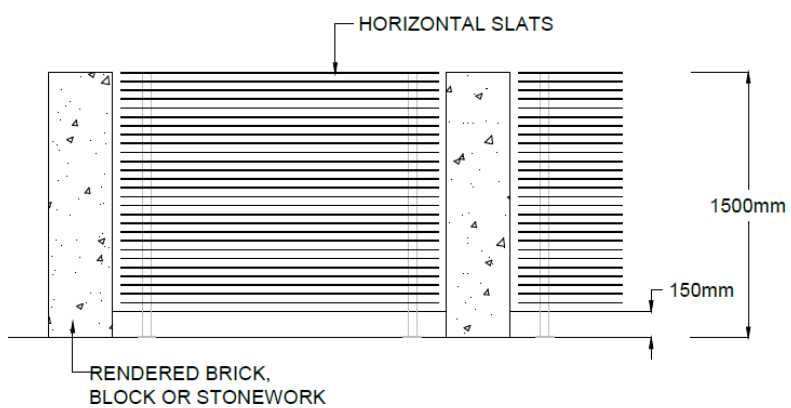 HORIZONTAL SLATS
1500mm
150mm
RENDERED BRICK,
BLOCK OR STONEWORK